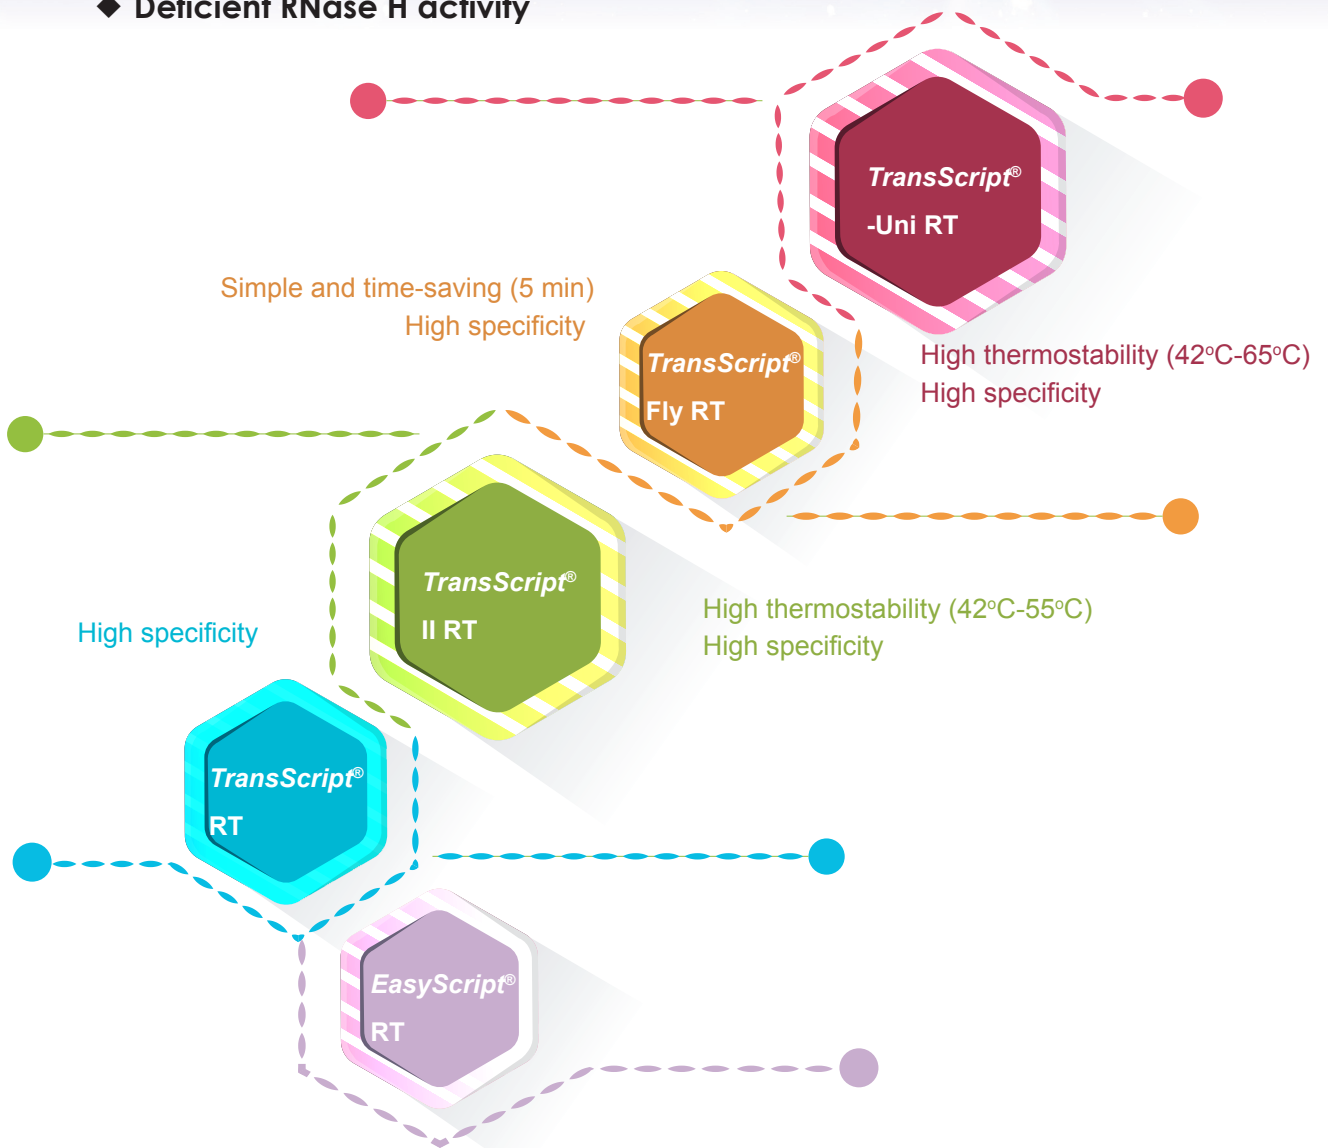 ◆ Deficient RNase H activity
TransScript®
-Uni RT
Simple and time-saving (5 min)
High specificity
TransScript®
Fly RT
High thermostability (42°C-65°C)
High specificity
TransScript®
II RT
High thermostability (42°C-55°C)
High specificity
High specificity
TransScript®
RT
EasyScript®
RT